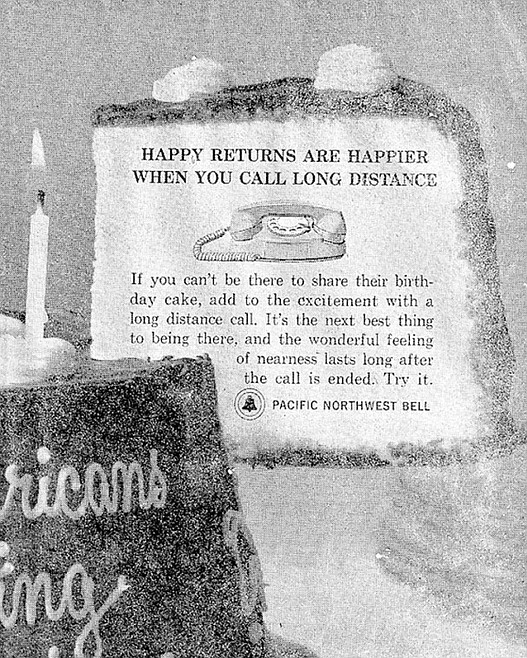 HAPPY RETURNS ARE HAPPIER
WHEN YOU CALL LONG DISTANCE
If you can't be there to share their birth-
day cake, add to the excitement with a
long distance call. It's the next best thing
to being there, and the wonderful feeling
of nearness lasts long after
the call is ended. Try it.
PACIFIC NORTHWEST BELL
ricans
ing